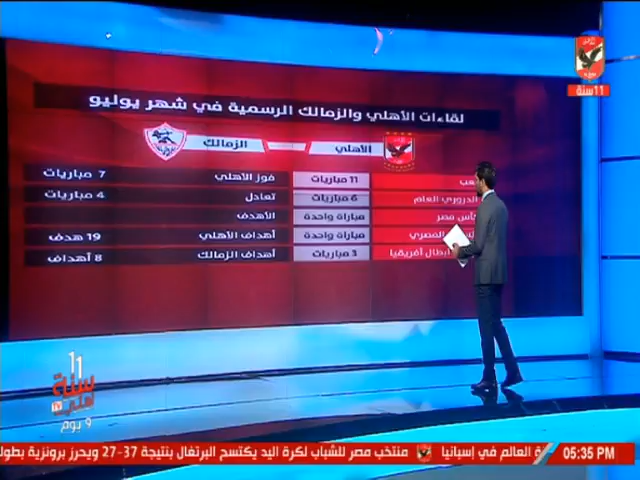 11 سنة
لقاءات الأهلي والزمالك الرسمية في شهر يوليو
الأهلي الزمالك
11 مباريات فوز الأهلي 7 مباريات
الدوري العام 6 مباريات تعادل 4 مباريات
كأس مصر مباراة واحدة الأهداف
المصري مباراة واحدة أهداف الأهلي 19 هدف
أبطال أفريقيا 3 مباريات أهداف الزمالك 8 أهداف
11
سنة
9 يوم
05:35 PM
ة العالم في إسبانيا منتخب مصر للشباب لكرة اليد يكتسح البرتغال بنتيجة 37-27 ويحرز برونزية بطول